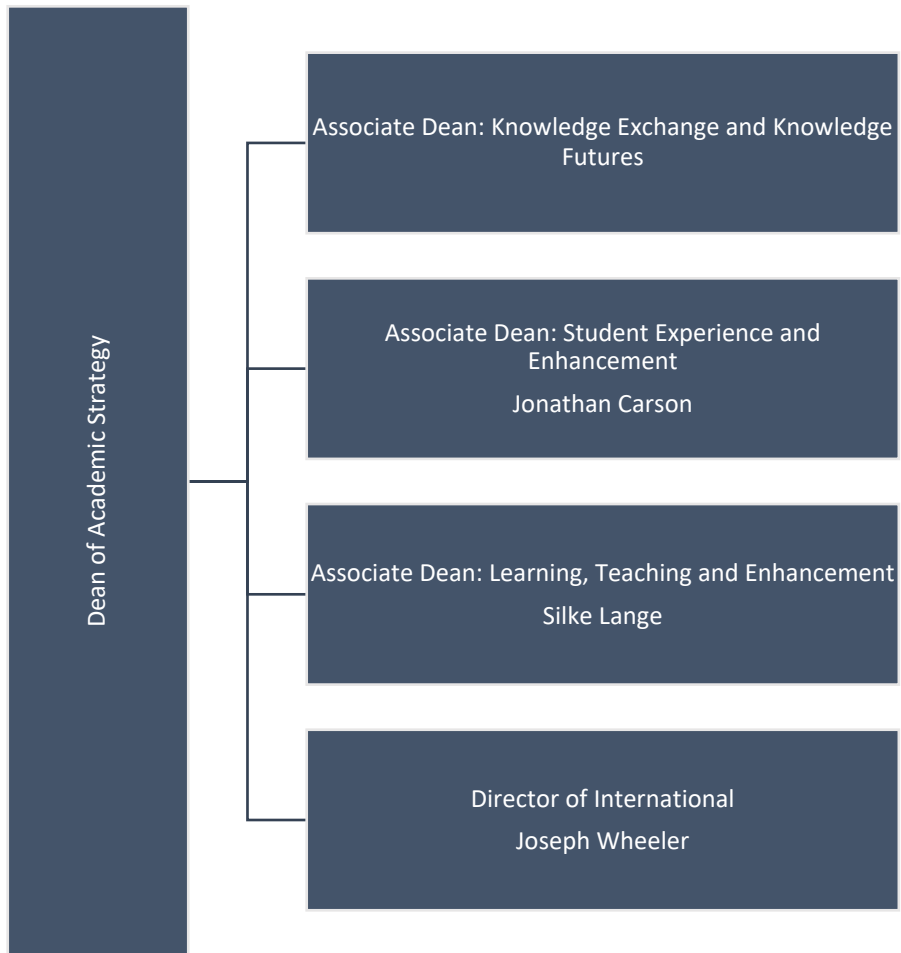 Dean of Academic Strategy
Associate Dean: Knowledge Exchange and Knowledge
Futures
Associate Dean: Student Experience and
Enhancement
Jonathan Carson
Associate Dean: Learning, Teaching and Enhancement
Silke Lange
Director of International
Joseph Wheeler